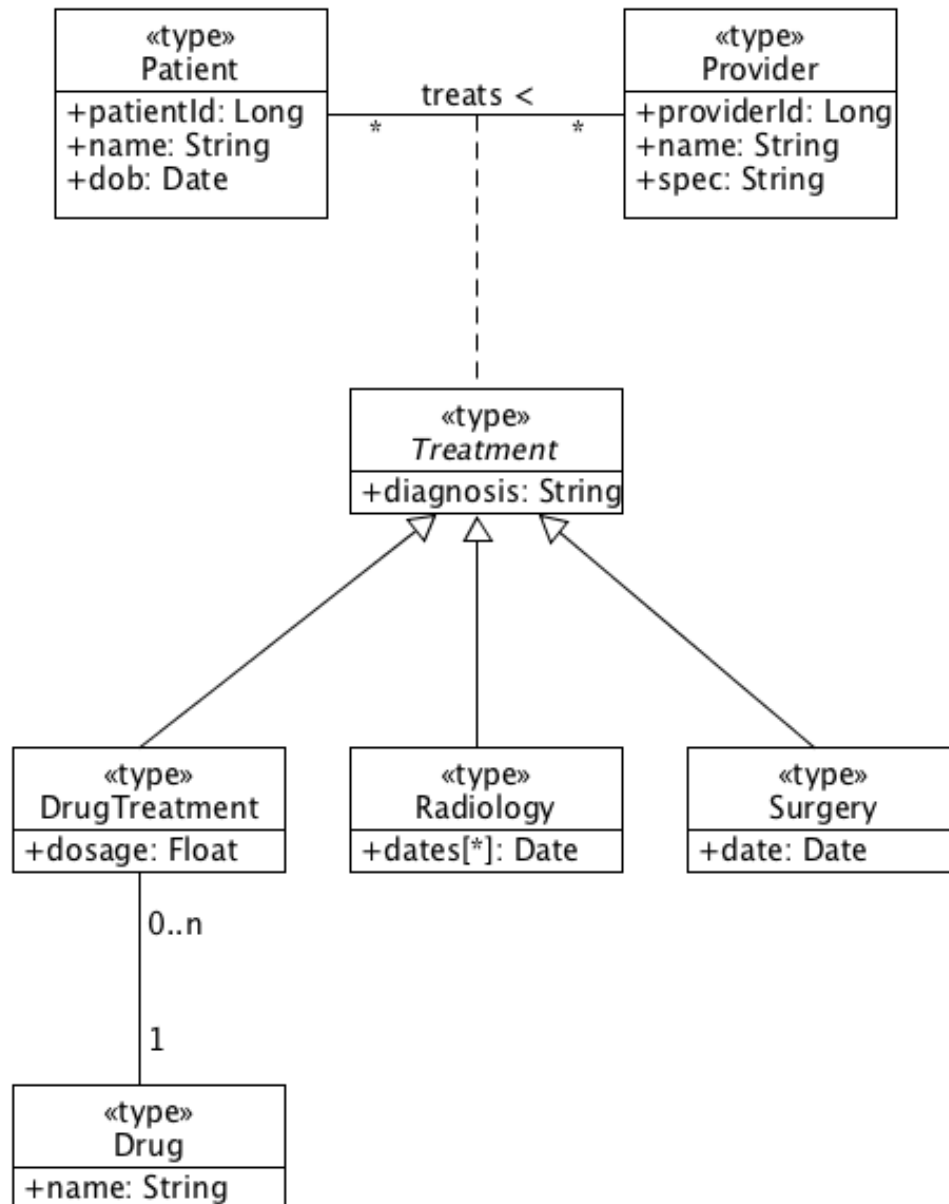 «type»
Patient
+patientId: Long
+name: String
+dob: Date
treats <
*
*
«type»
Provider
+providerId: Long
+name: String
+spec: String
«type»
Treatment
+diagnosis: String
«type»
DrugTreatment
+dosage: Float
«type»
Radiology
+dates[*]: Date
«type»
Surgery
+date: Date
0..n
1
«type»
Drug
+name: String